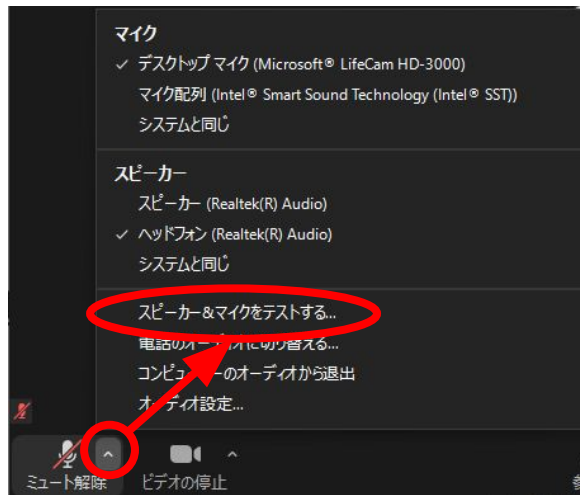 マイク
デスクトップ マイク (Microsoft® LifeCam HD-3000)
マイク配列 (Intel® Smart Sound Technology (Intel® SST))
システムと同じ
スピーカー
スピーカー (Realtek(R) Audio)
ヘッドフォン (Realtek(R) Audio)
システムと同じ
スピーカー&マイクをテストする...
電話のオーディオに切り替える...
コンピューターのオーディオから退出
オーディオ設定...
ミュート解除 ビデオの停止